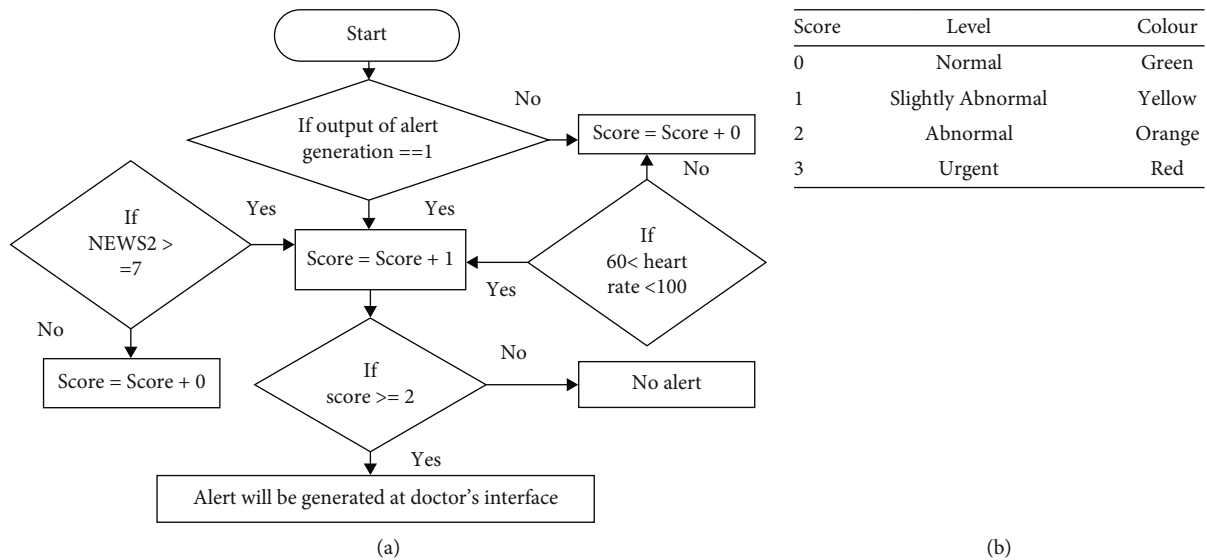 Start
No
If output of alert
generation ==1
Score = Score + 0
No
Yes
Yes
If
NEWS2 >
=7
Score = Score + 1
If
60< heart
rate <100
Yes
No
Score = Score + 0
If
score >= 2
No
No alert
Yes
Alert will be generated at doctor's interface
(a)
Score Level Colour
0 Normal Green
1 Slightly Abnormal Yellow
2 Abnormal Orange
3 Urgent Red
(b)